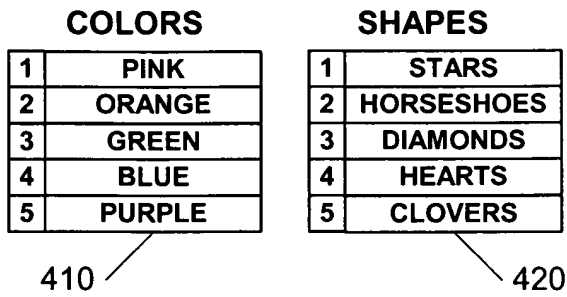 COLORS SHAPES
1 PINK 1 STARS
2 ORANGE 2 HORSESHOES
3 GREEN 3 DIAMONDS
4 BLUE 4 HEARTS
5 PURPLE 5 CLOVERS
410 420